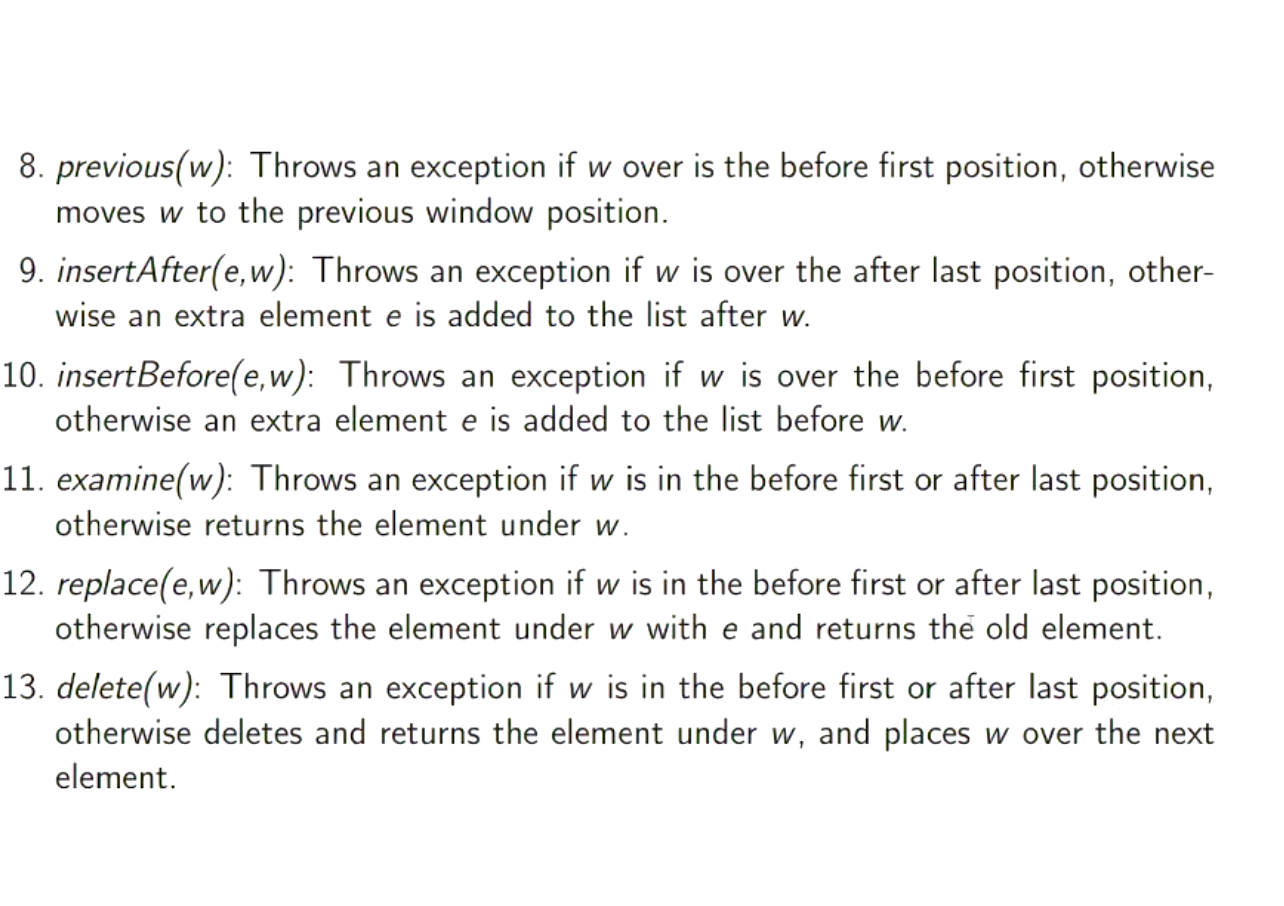 8. previous(w): Throws an exception if w over is the before first position, otherwise
moves w to the previous window position.
9. insertAfter(e,w): Throws an exception if w is over the after last position, other-
wise an extra element e is added to the list after w.
10. insertBefore(e,w): Throws an exception if w is over the before first position,
otherwise an extra element e is added to the list before w.
11. examine(w): Throws an exception if w is in the before first or after last position,
otherwise returns the element under w.
12. replace(e,w): Throws an exception if w is in the before first or after last position,
otherwise replaces the element under w with e and returns the old element.
13. delete(w): Throws an exception if w is in the before first or after last position,
otherwise deletes and returns the element under w, and places w over the next
element.